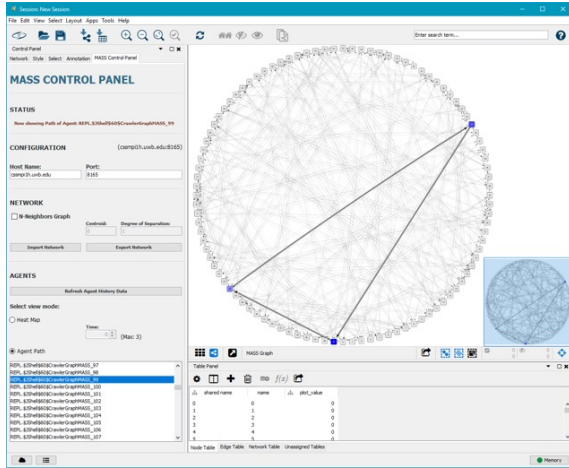 Session: New Session
File Edit View Select Layout Apps Tools Help
Enter search term...
Control Panel
Network Style Select Annotation MASS Control Panel
MASS CONTROL PANEL
STATUS
Now showing Path of Agent REPL.$JShell$60$CrawlerGraphMASS_99
CONFIGURATION
Host Name:
Port:
8165
NETWORK
N-Neighbors Graph
Centroid:
Degree of Separation:
Import Network
Export Network
AGENTS
Refresh Agent History Data
Select view mode:
Heat Map
Time:
(Max: 3)
Agent Path
REPL.$JShell$60$CrawlerGraphMASS_97
REPL.$JShell$60$CrawlerGraphMASS_98
REPL.$JShell$60$CrawlerGraphMASS_99
REPL.$JShell$60$CrawlerGraphMASS_100
REPL.$JShell$60$CrawlerGraphMASS_101
REPL.$JShell$60$CrawlerGraphMASS_102
REPL.$JShell$60$CrawlerGraphMASS_103
REPL.$JShell$60$CrawlerGraphMASS_104
REPL.$JShell$60$CrawlerGraphMASS_105
REPL.$JShell$60$CrawlerGraphMASS_106
REPL.$JShell$60$CrawlerGraphMASS_107
MASS Graph
Table Panel
f(x)
shared name name plot_value
0 0 0
1 1 0
2 2 0
3 3 0
4 4 0
Node Table Edge Table Network Table Unassigned Tables
Memory